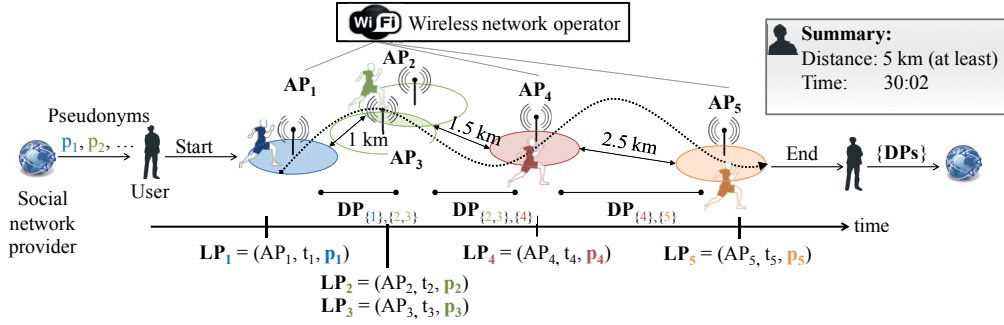 Wi Fi Wireless network operator
Summary:
Distance: 5 km (at least)
Time: 30:02
AP1
AP2
AP3
AP4
AP5
1 km
1.5 km
2.5 km
Pseudonyms
p1, p2, …
Start
User
Social
network
provider
End
{DPs}
DP{1},{2,3}
DP{2,3},{4}
DP{4},{5}
time
LP1 = (AP1, t1, p1)
LP2 = (AP2, t2, p2)
LP3 = (AP3, t3, p3)
LP4 = (AP4, t4, p4)
LP5 = (AP5, t5, p5)